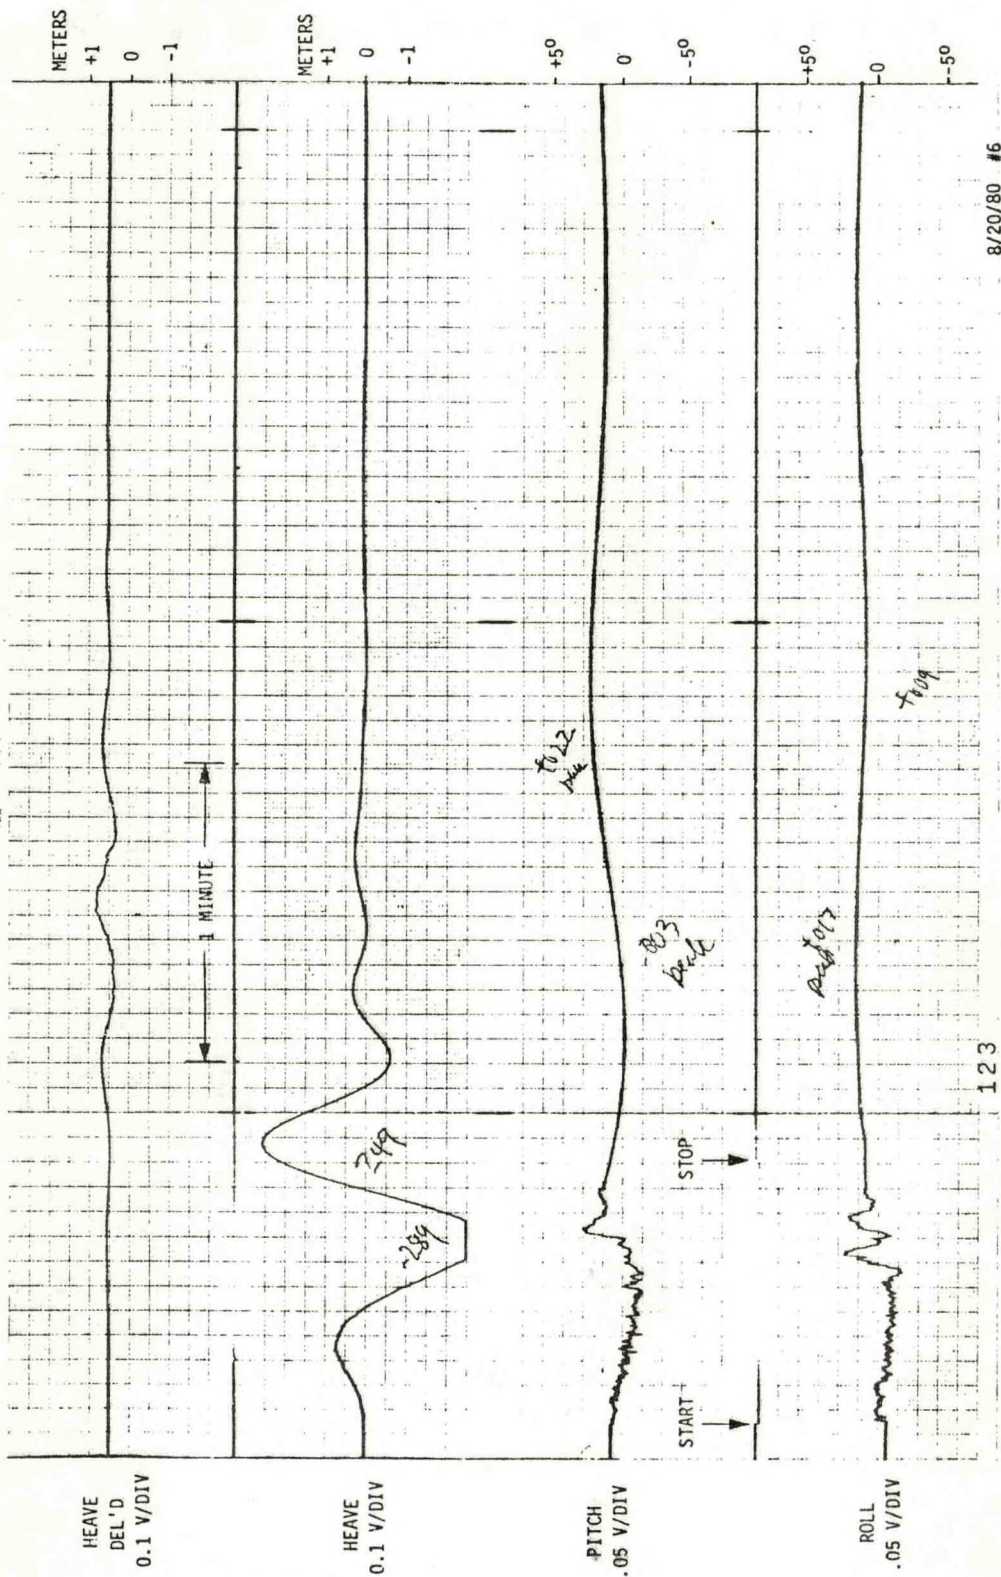 HEAVE
DEL'D
0.1 V/DIV
METERS
+1
0
-1
1 MINUTE
HEAVE
0.1 V/DIV
METERS
+1
0
-1
-289
PITCH
.05 V/DIV
+5°
0
-5°
+022
-003
peak
START
STOP
ROLL
.05 V/DIV
+5°
0
-5°
+009
8/20/80 #6
123